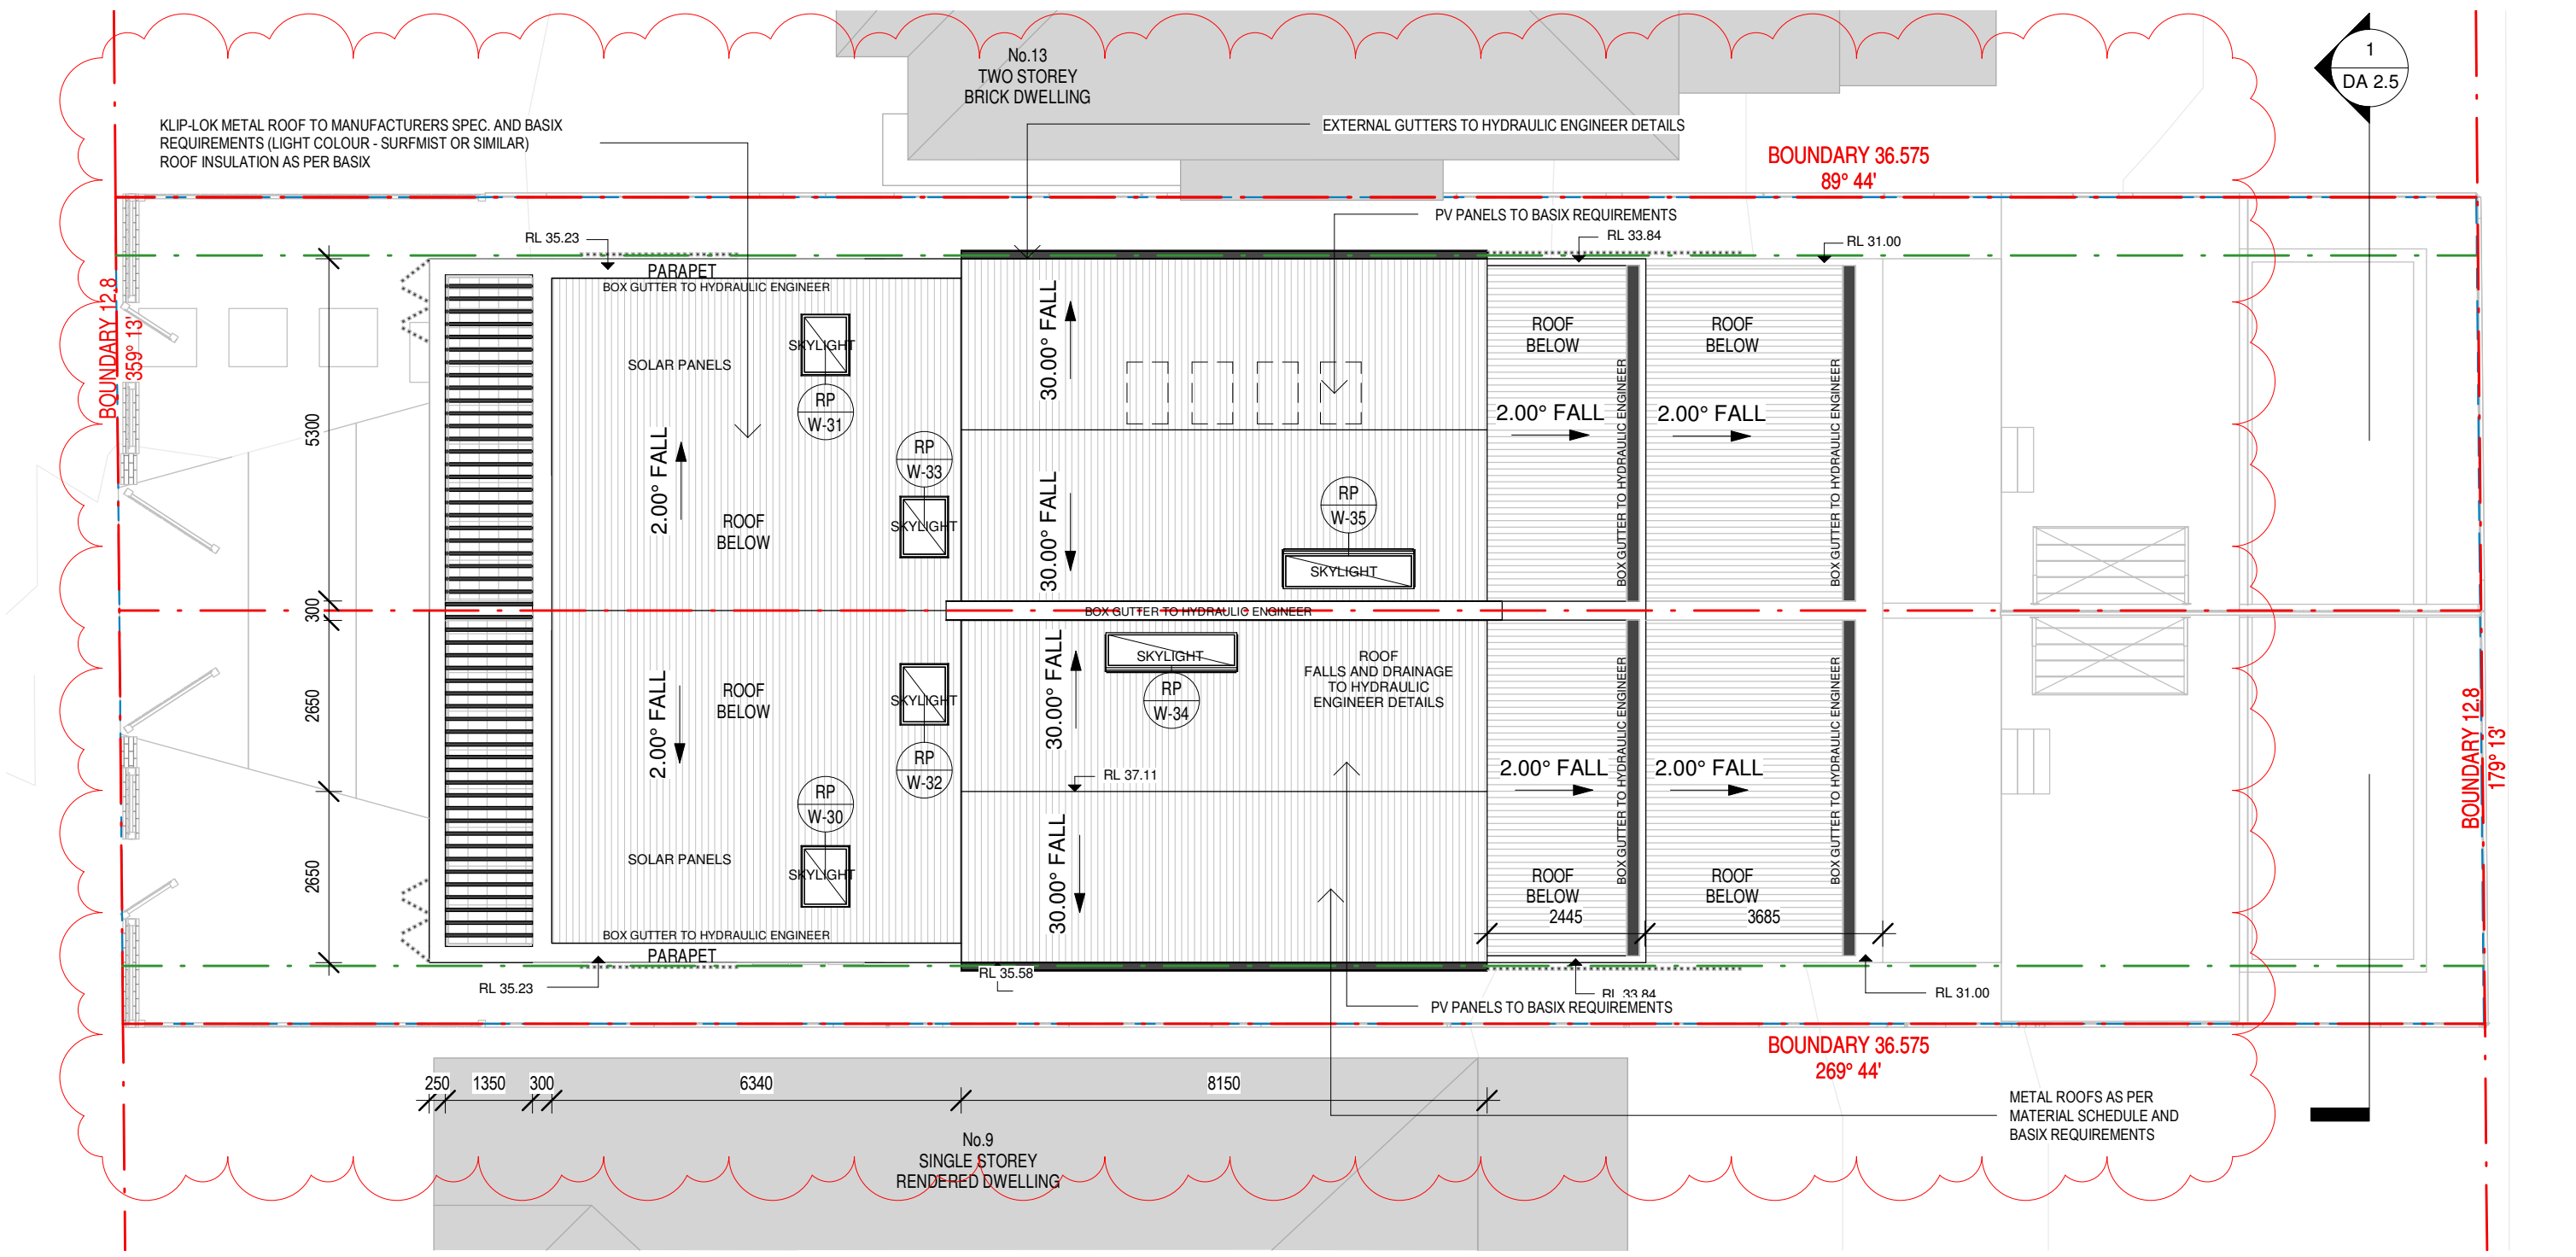 No.13
TWO STOREY
BRICK DWELLING
1
DA 2.5
KLIP-LOK METAL ROOF TO MANUFACTURERS SPEC. AND BASIX
REQUIREMENTS (LIGHT COLOUR - SURFMIST OR SIMILAR)
ROOF INSULATION AS PER BASIX
EXTERNAL GUTTERS TO HYDRAULIC ENGINEER DETAILS
BOUNDARY 36.575
89° 44'
PV PANELS TO BASIX REQUIREMENTS
RL 35.23
RL 33.84
RL 31.00
PARAPET
BOX GUTTER TO HYDRAULIC ENGINEER
BOUNDARY 12.8
359° 13'
SKYLIGHT
SOLAR PANELS
RP
W-31
30.00° FALL
ROOF
BELOW
ROOF
BELOW
2.00° FALL
2.00° FALL
BOX GUTTER TO HYDRAULIC ENGINEER
BOX GUTTER TO HYDRAULIC ENGINEER
5300
2.00° FALL
RP
W-33
SKYLIGHT
ROOF
BELOW
30.00° FALL
RP
W-35
SKYLIGHT
300
BOX GUTTER TO HYDRAULIC ENGINEER
2650
2.00° FALL
ROOF
BELOW
SKYLIGHT
RP
W-32
30.00° FALL
SKYLIGHT
RP
W-34
ROOF
FALLS AND DRAINAGE
TO HYDRAULIC
ENGINEER DETAILS
BOX GUTTER TO HYDRAULIC ENGINEER
BOX GUTTER TO HYDRAULIC ENGINEER
BOUNDARY 12.8
179° 13'
2.00° FALL
2.00° FALL
RL 37.11
RP
W-30
2650
SOLAR PANELS
SKYLIGHT
30.00° FALL
ROOF
BELOW
2445
ROOF
BELOW
3685
BOX GUTTER TO HYDRAULIC ENGINEER
PARAPET
RL 35.23
RL 35.58
RL 33.84
RL 31.00
PV PANELS TO BASIX REQUIREMENTS
BOUNDARY 36.575
269° 44'
250
1350
300
6340
8150
METAL ROOFS AS PER
MATERIAL SCHEDULE AND
BASIX REQUIREMENTS
No.9
SINGLE STOREY
RENDERED DWELLING